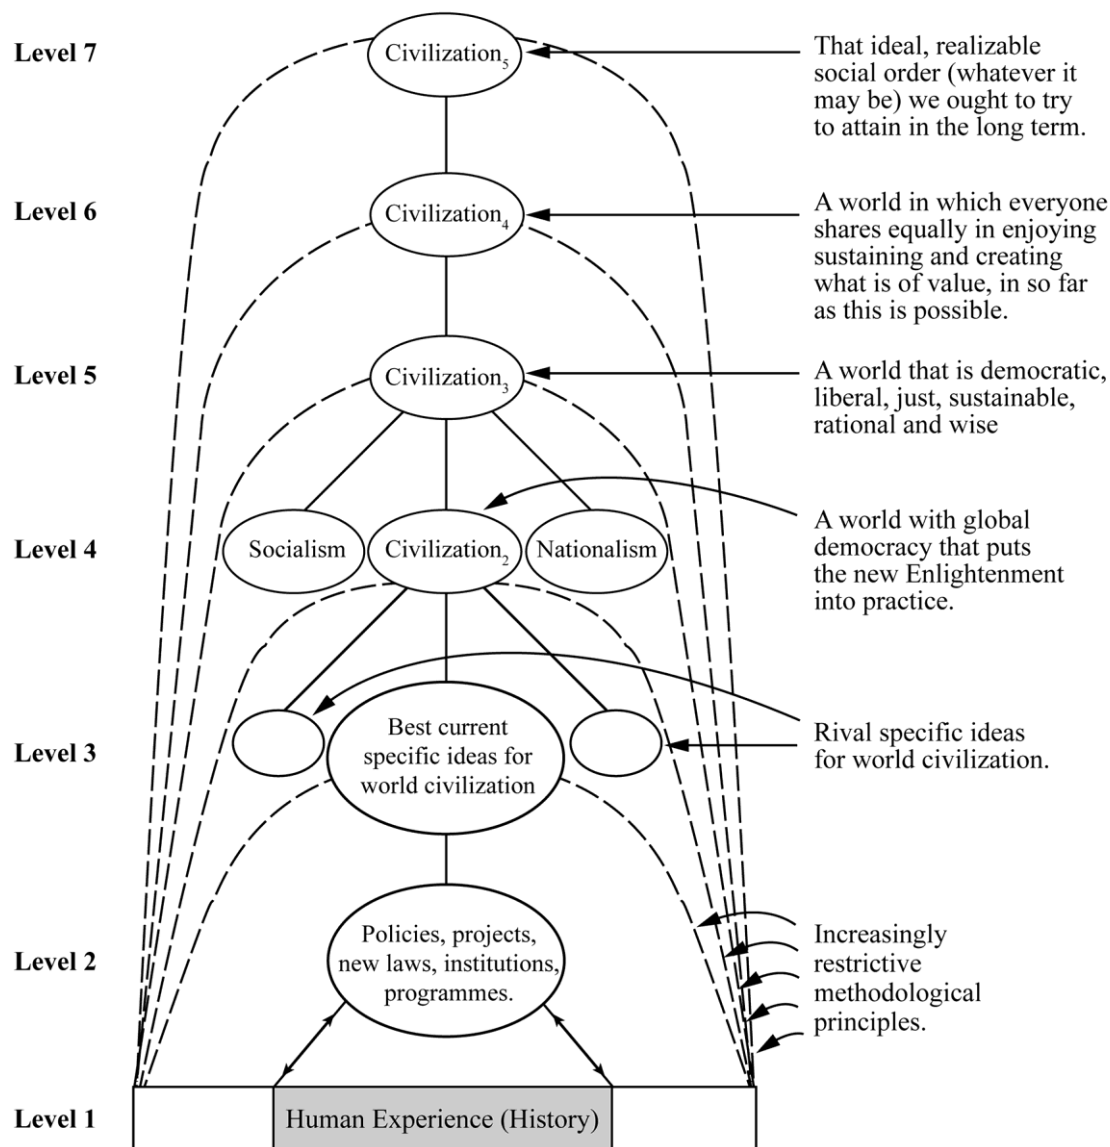 Level 7
Civilization₅
That ideal, realizable
social order (whatever it
may be) we ought to try
to attain in the long term.
Level 6
Civilization₄
A world in which everyone
shares equally in enjoying
sustaining and creating
what is of value, in so far
as this is possible.
Level 5
Civilization₃
A world that is democratic,
liberal, just, sustainable,
rational and wise
Level 4
Socialism
Civilization₂
Nationalism
A world with global
democracy that puts
the new Enlightenment
into practice.
Level 3
Best current
specific ideas for
world civilization
Rival specific ideas
for world civilization.
Level 2
Policies, projects,
new laws, institutions,
programmes.
Increasingly
restrictive
methodological
principles.
Level 1
Human Experience (History)